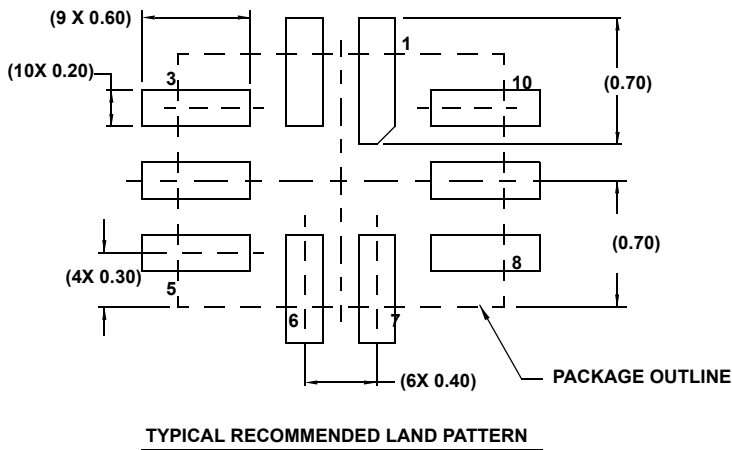 (9 X 0.60)
1
(10X 0.20)
3
10
(0.70)
(0.70)
(4X 0.30)
5
8
6
7
(6X 0.40)
PACKAGE OUTLINE
TYPICAL RECOMMENDED LAND PATTERN